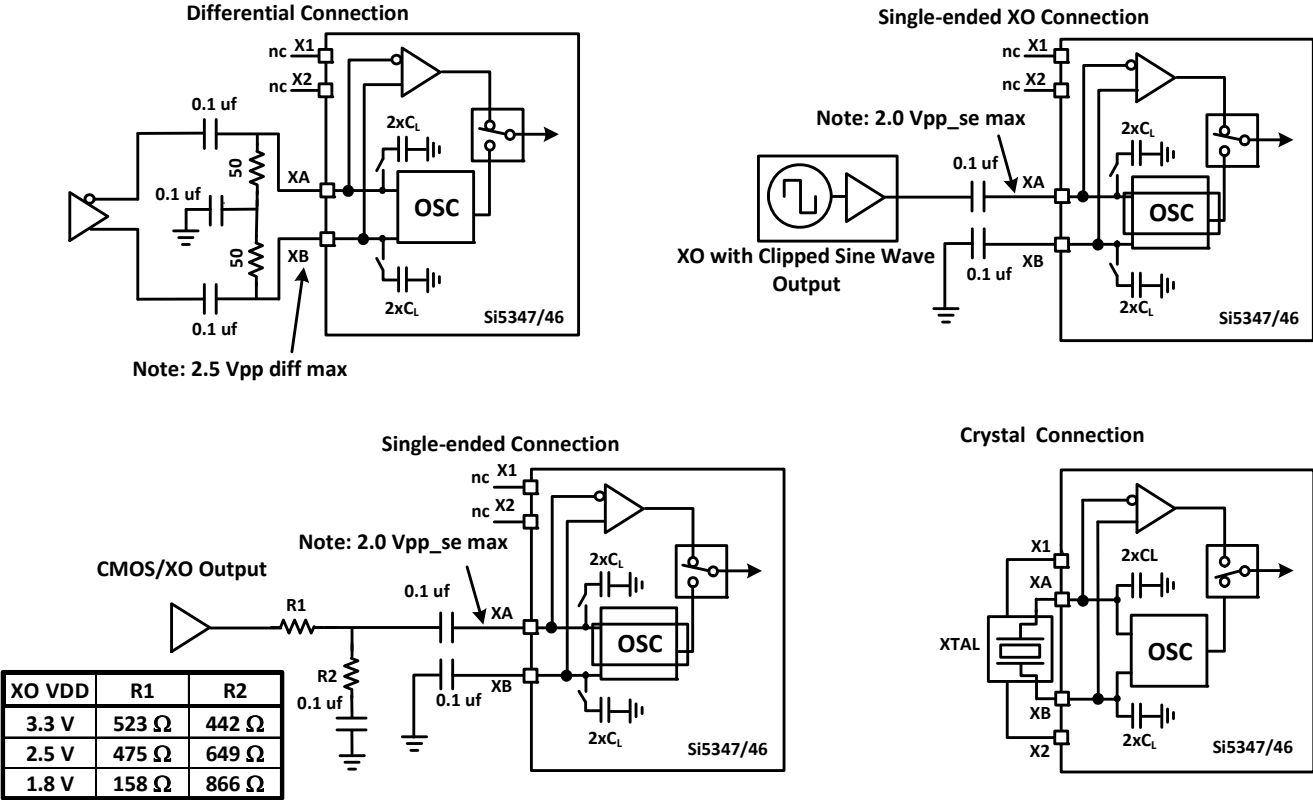 Differential Connection
nc X1
nc X2
0.1 uf
50
0.1 uf
50
0.1 uf
XA
XB
2xCL
OSC
2xCL
Si5347/46
Note: 2.5 Vpp diff max
Single-ended XO Connection
nc X1
nc X2
Note: 2.0 Vpp_se max
0.1 uf
XA
XB
0.1 uf
XO with Clipped Sine Wave
Output
2xCL
OSC
2xCL
Si5347/46
Single-ended Connection
nc X1
nc X2
Note: 2.0 Vpp_se max
CMOS/XO Output
R1
0.1 uf
XA
R2
0.1 uf
0.1 uf
XB
2xCL
OSC
2xCL
Si5347/46
XO VDD R1 R2
3.3 V 523 Ω 442 Ω
2.5 V 475 Ω 649 Ω
1.8 V 158 Ω 866 Ω
Crystal Connection
X1
XA
XTAL
XB
X2
2xCL
OSC
2xCL
Si5347/46